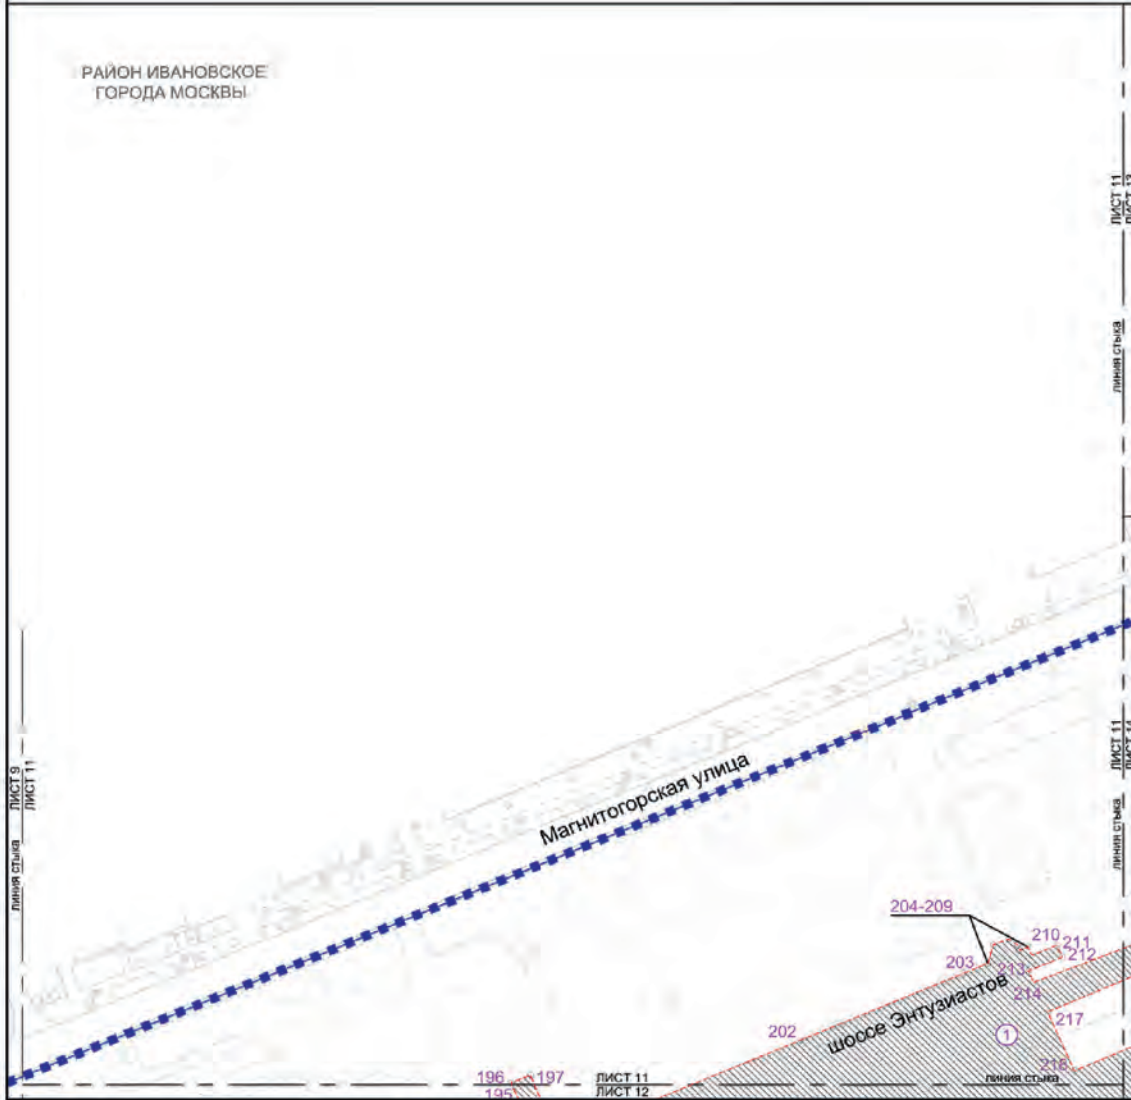 РАЙОН ИВАНОВСКОЕ
ГОРОДА МОСКВЫ
ЛИСТ 11
линия стыка
ЛИСТ 9
ЛИСТ 11
линия стыка
Магнитогорская улица
ЛИСТ 11
линия стыка
204-209
210
211
212
203
213
214
шоссе Энтузиастов
202
217
1
218
196
197
195
ЛИСТ 11
ЛИСТ 12
линия стыка